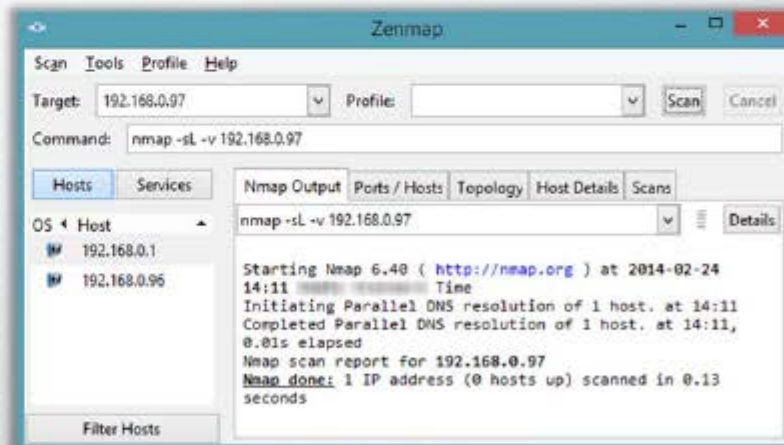 Zenmap
Scan Tools Profile Help
Target: 192.168.0.97 Profile: Scan Cancel
Command: nmap -sL -v 192.168.0.97
Hosts Services
Nmap Output Ports / Hosts Topology Host Details Scans
OS Host
nmap -sL -v 192.168.0.97 Details
192.168.0.1
192.168.0.96
Starting Nmap 6.40 ( http://nmap.org ) at 2014-02-24
14:11 Time
Initiating Parallel DNS resolution of 1 host. at 14:11
Completed Parallel DNS resolution of 1 host. at 14:11,
0.01s elapsed
Nmap scan report for 192.168.0.97
Nmap done: 1 IP address (0 hosts up) scanned in 0.13
seconds
Filter Hosts